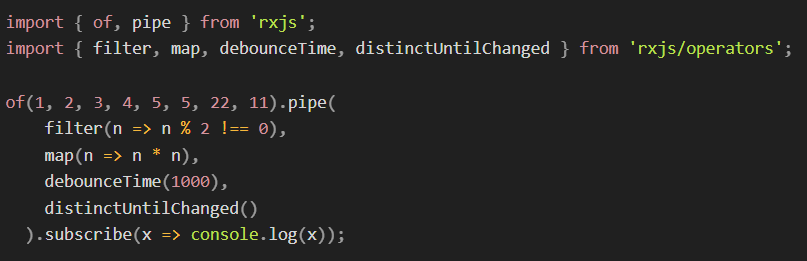 import { of, pipe } from 'rxjs';
import { filter, map, debounceTime, distinctUntilChanged } from 'rxjs/operators';

of(1, 2, 3, 4, 5, 5, 22, 11).pipe(
    filter(n => n % 2 !== 0),
    map(n => n * n),
    debounceTime(1000),
    distinctUntilChanged()
  ).subscribe(x => console.log(x));